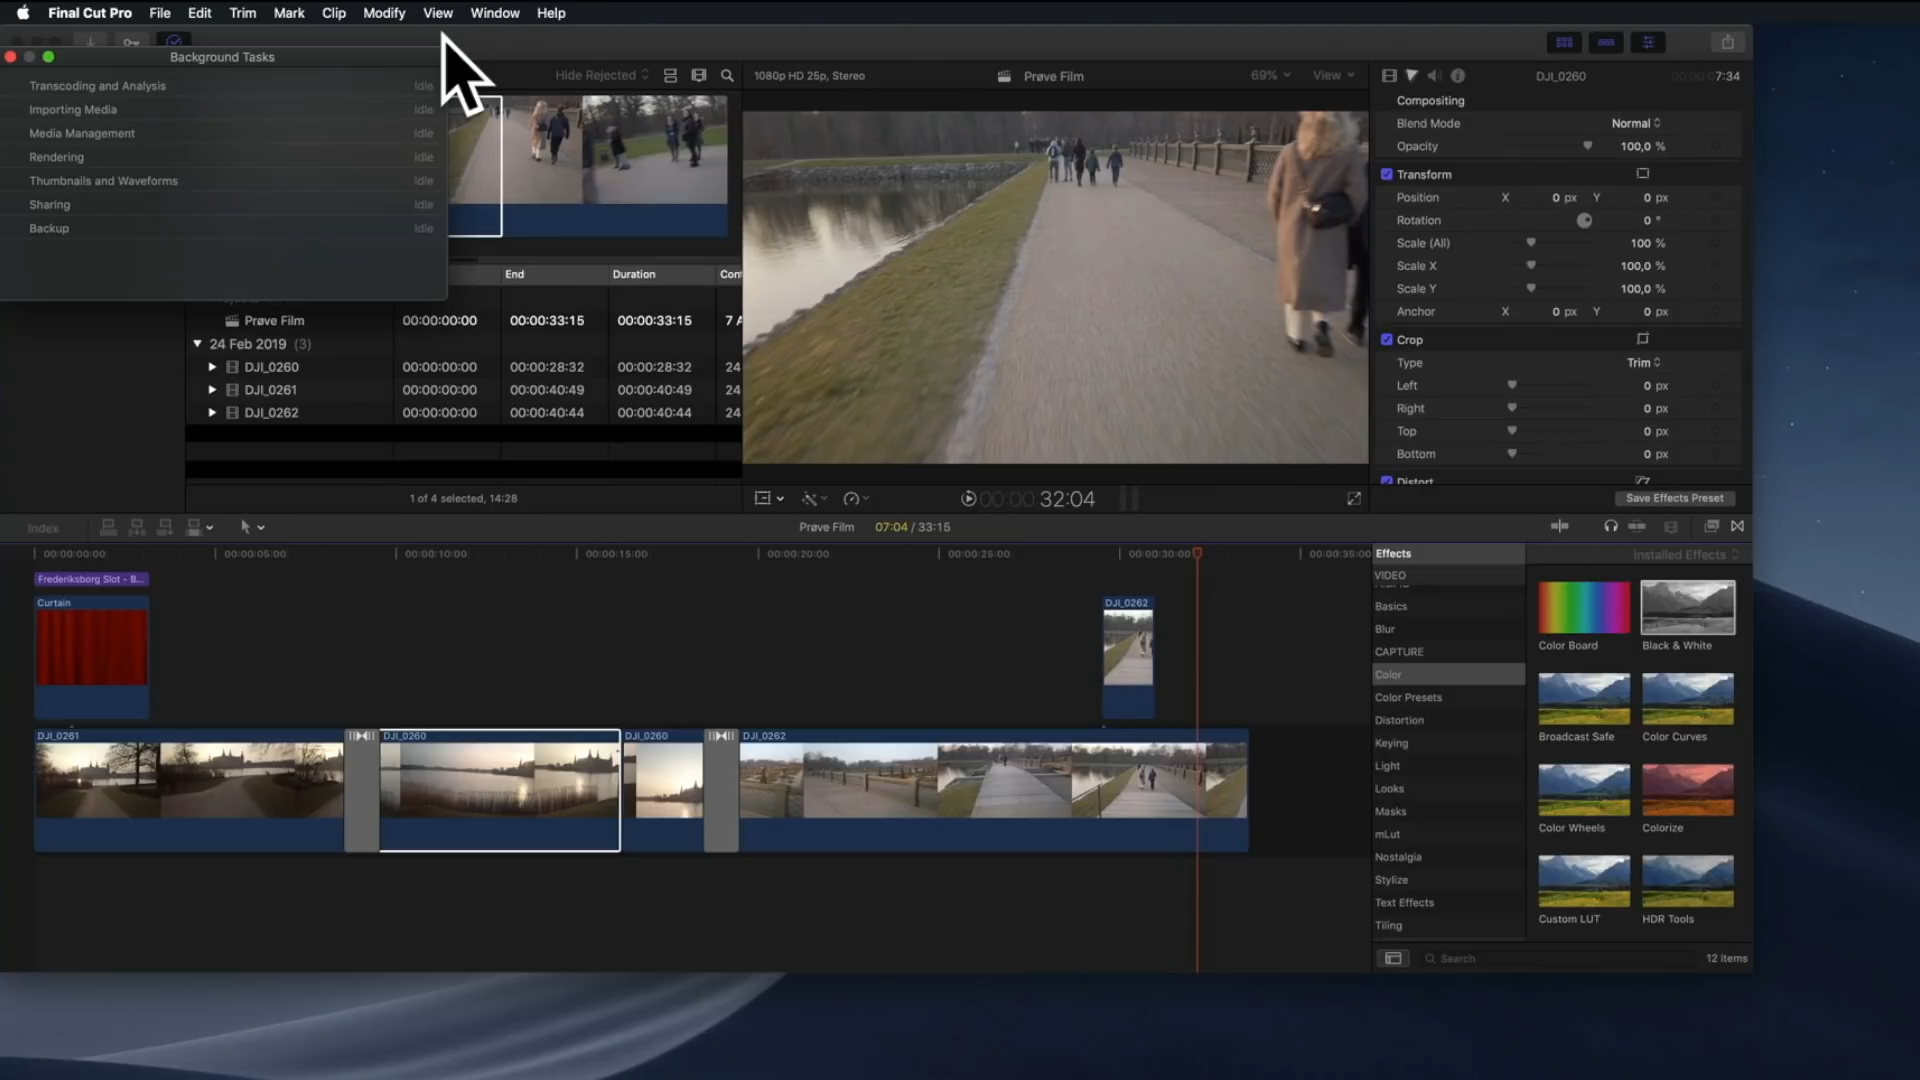 Final Cut Pro File Edit Trim Mark Clip Modify View Window Help
Background Tasks
Transcoding and Analysis Idle
Importing Media Idle
Media Management Idle
Rendering Idle
Thumbnails and Waveforms Idle
Sharing Idle
Backup Idle
Hide Rejected
End Duration Cont
Prøve Film 00:00:00:00 00:00:33:15 00:00:33:15 7 A
24 Feb 2019 (3)
DJI_0260 00:00:00:00 00:00:28:32 00:00:28:32 24
DJI_0261 00:00:00:00 00:00:40:49 00:00:40:49 24
DJI_0262 00:00:00:00 00:00:40:44 00:00:40:44 24
1 of 4 selected, 14:28
1080p HD 25p, Stereo Prøve Film 69% View
00:00:32:04
DJI_0260 00:00:07:34
Compositing
Blend Mode Normal
Opacity 100,0 %
Transform
Position X 0 px Y 0 px
Rotation 0 °
Scale (All) 100 %
Scale X 100,0 %
Scale Y 100,0 %
Anchor X 0 px Y 0 px
Crop
Type Trim
Left 0 px
Right 0 px
Top 0 px
Bottom 0 px
Distort
Save Effects Preset
Index Prøve Film 07:04 / 33:15
00:00:00:00 00:00:05:00 00:00:10:00 00:00:15:00 00:00:20:00 00:00:25:00 00:00:30:00 00:00:35:00
Frederiksborg Slot - B...
Curtain
DJI_0262
DJI_0261 DJI_0260 DJI_0260 DJI_0262
Effects Installed Effects
VIDEO
Basics
Blur
CAPTURE
Color
Color Presets
Distortion
Keying
Light
Looks
Masks
mLut
Nostalgia
Stylize
Text Effects
Tiling
Color Board Black & White
Broadcast Safe Color Curves
Color Wheels Colorize
Custom LUT HDR Tools
Search 12 items